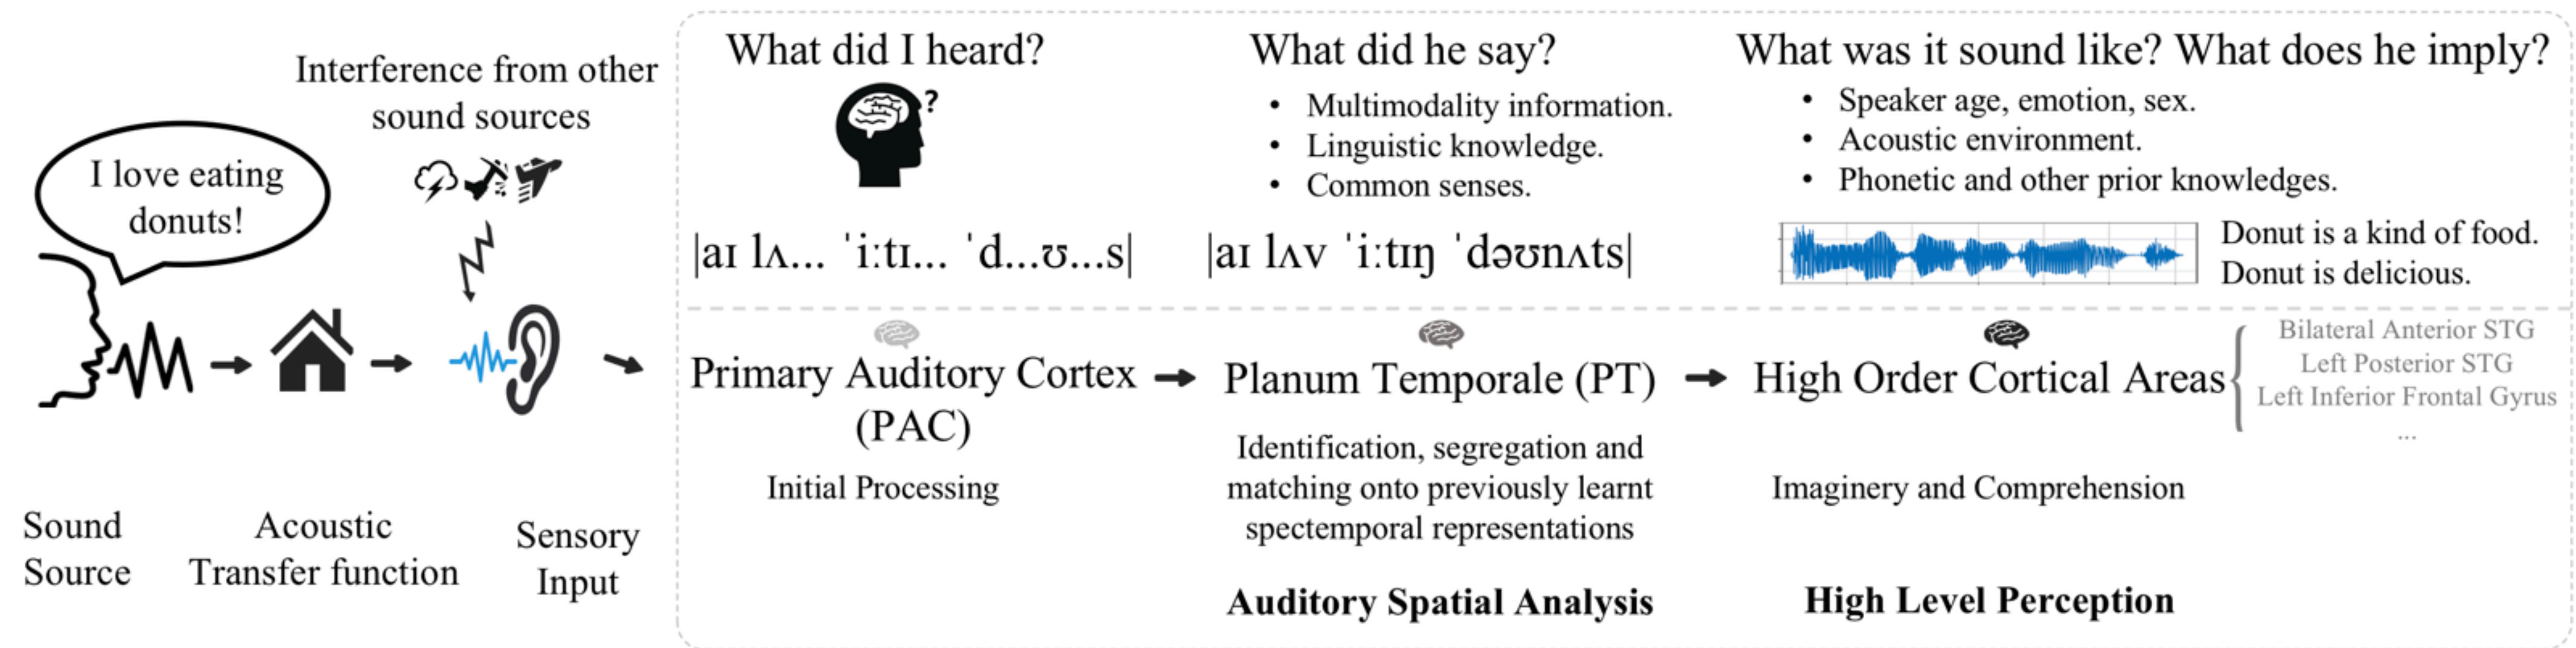 Interference from other
sound sources
I love eating
donuts!
Sound
Source
Acoustic
Transfer function
Sensory
Input
What did I heard?
?
|aɪ lʌ... ˈiːtɪ... ˈd...ʊ...s|
What did he say?
• Multimodality information.
• Linguistic knowledge.
• Common senses.
|aɪ lʌv ˈiːtɪŋ ˈdəʊnʌts|
What was it sound like? What does he imply?
• Speaker age, emotion, sex.
• Acoustic environment.
• Phonetic and other prior knowledges.
Donut is a kind of food.
Donut is delicious.
Primary Auditory Cortex
(PAC)
Initial Processing
Planum Temporale (PT)
Identification, segregation and
matching onto previously learnt
spectemporal representations
Auditory Spatial Analysis
High Order Cortical Areas
Bilateral Anterior STG
Left Posterior STG
Left Inferior Frontal Gyrus
...
Imaginery and Comprehension
High Level Perception